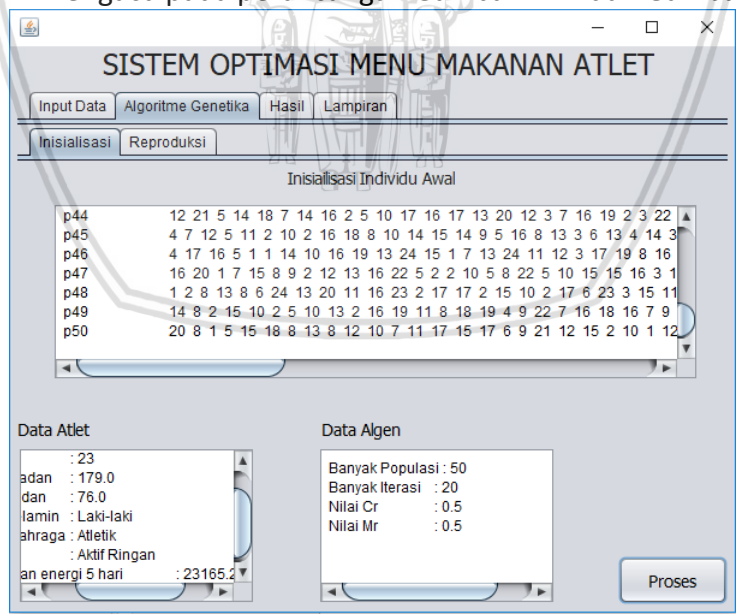 SISTEM OPTIMASI MENU MAKANAN ATLET
Input Data Algoritme Genetika Hasil Lampiran
Inisialisasi Reproduksi
Inisialisasi Individu Awal
p44 12 21 5 14 18 7 14 16 2 5 10 17 16 17 13 20 12 3 7 16 19 2 3 22
p45 4 7 12 5 11 2 10 2 16 18 8 10 14 15 14 9 5 16 8 13 3 6 13 4 14 3
p46 4 17 16 5 1 1 14 10 16 19 13 24 15 1 7 13 24 11 12 3 17 19 8 16
p47 16 20 1 7 15 8 9 2 12 13 16 22 5 2 2 10 5 8 22 5 10 15 15 16 3 1
p48 1 2 8 13 8 6 24 13 20 11 16 23 2 17 17 2 15 10 2 17 6 23 3 15 11
p49 14 8 2 15 10 2 5 10 13 2 16 19 11 8 18 19 4 9 22 7 16 18 16 7 9
p50 20 8 1 5 15 18 8 13 8 12 10 7 11 17 15 17 6 9 21 12 15 2 10 1 12
Data Atlet
: 23
adan : 179.0
dan : 76.0
lamin : Laki-laki
ahraga : Atletik
: Aktif Ringan
an energi 5 hari : 23165.2
Data Algen
Banyak Populasi : 50
Banyak Iterasi : 20
Nilai Cr : 0.5
Nilai Mr : 0.5
Proses